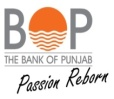 BOP
THE BANK OF PUNJAB
Passion Reborn